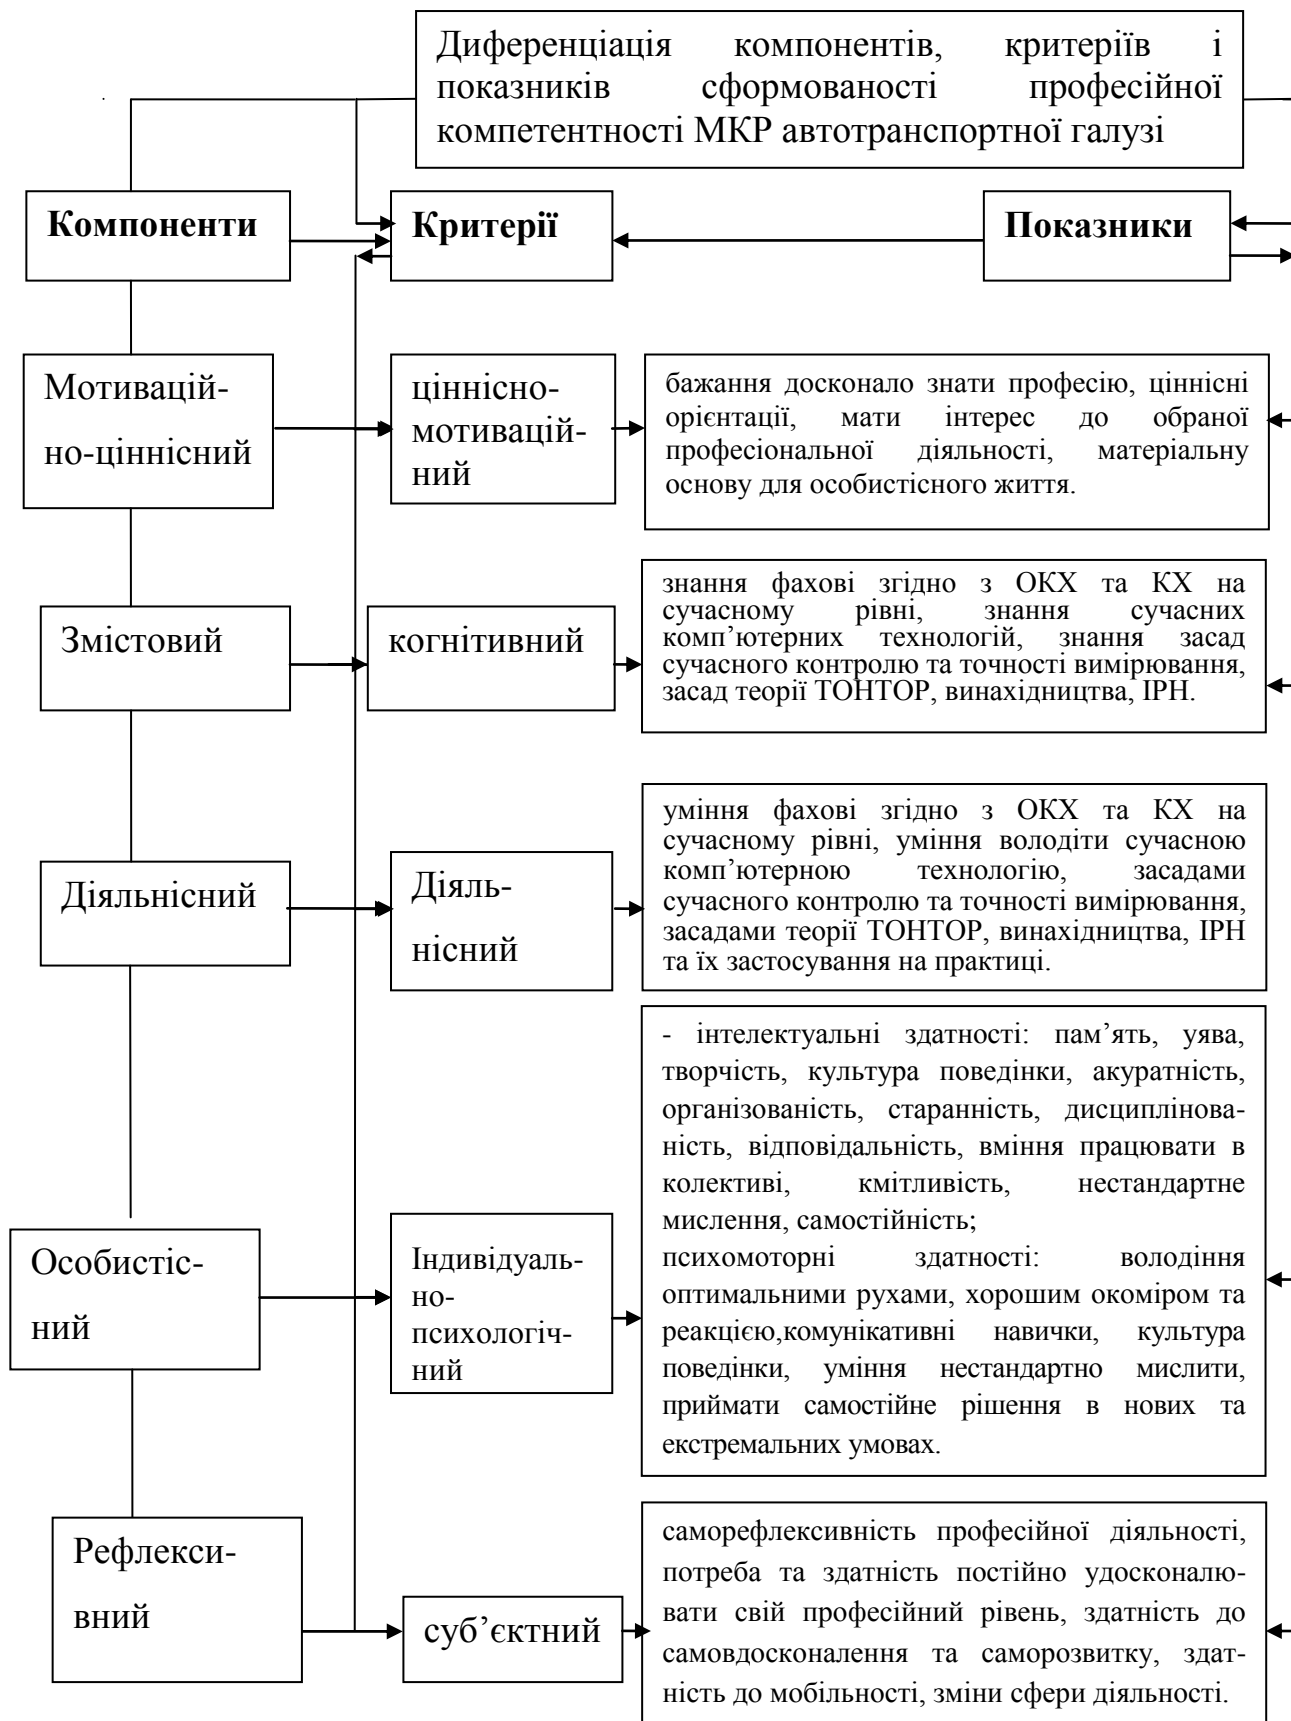 Диференціація компонентів, критеріїв і
показників сформованості професійної
компетентності МКР автотранспортної галузі
Компоненти
Критерії
Показники
Мотивацій-
но-ціннісний
ціннісно-
мотивацій-
ний
бажання досконало знати професію, ціннісні
орієнтації, мати інтерес до обраної
професіональної діяльності, матеріальну
основу для особистісного життя.
Змістовий
когнітивний
знання фахові згідно з ОКХ та КХ на
сучасному рівні, знання сучасних
комп’ютерних технологій, знання засад
сучасного контролю та точності вимірювання,
засад теорії ТОНТОР, винахідництва, ІРН.
Діяльнісний
Діяль-
нісний
уміння фахові згідно з ОКХ та КХ на
сучасному рівні, уміння володіти сучасною
комп’ютерною технологію, засадами
сучасного контролю та точності вимірювання,
засадами теорії ТОНТОР, винахідництва, ІРН
та їх застосування на практиці.
Особистіс-
ний
Індивідуаль-
но-
психологіч-
ний
- інтелектуальні здатності: пам’ять, уява,
творчість, культура поведінки, акуратність,
організованість, старанність, дисциплінова-
ність, відповідальність, вміння працювати в
колективі, кмітливість, нестандартне
мислення, самостійність;
психомоторні здатності: володіння
оптимальними рухами, хорошим окоміром та
реакцією,комунікативні навички, культура
поведінки, уміння нестандартно мислити,
приймати самостійне рішення в нових та
екстремальних умовах.
Рефлекси-
вний
суб’єктний
саморефлексивність професійної діяльності,
потреба та здатність постійно удосконалю-
вати свій професійний рівень, здатність до
самовдосконалення та саморозвитку, здат-
ність до мобільності, зміни сфери діяльності.